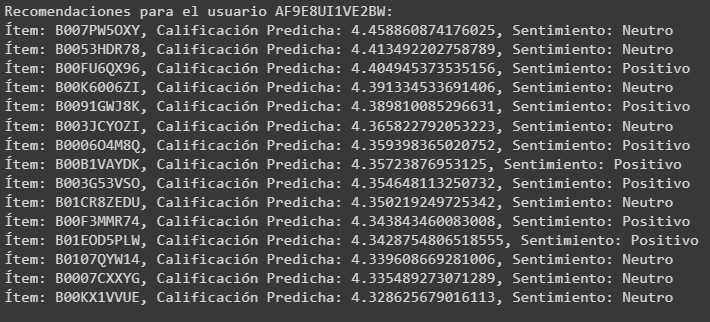 Recomendaciones para el usuario AF9E8UI1VE2BW:
Ítem: B007PW5OXY, Calificación Predicha: 4.458860874176025, Sentimiento: Neutro
Ítem: B0053HDR78, Calificación Predicha: 4.413492202758789, Sentimiento: Neutro
Ítem: B00FU6QX96, Calificación Predicha: 4.404945373535156, Sentimiento: Positivo
Ítem: B00K6006ZI, Calificación Predicha: 4.391334533691406, Sentimiento: Neutro
Ítem: B0091GWJ8K, Calificación Predicha: 4.389810085296631, Sentimiento: Positivo
Ítem: B003JCYOZI, Calificación Predicha: 4.365822792053223, Sentimiento: Neutro
Ítem: B0006O4M8Q, Calificación Predicha: 4.359398365020752, Sentimiento: Positivo
Ítem: B00B1VAYDK, Calificación Predicha: 4.35723876953125, Sentimiento: Positivo
Ítem: B003G53VSO, Calificación Predicha: 4.354648113250732, Sentimiento: Positivo
Ítem: B01CR8ZEDU, Calificación Predicha: 4.350219249725342, Sentimiento: Neutro
Ítem: B00F3MMR74, Calificación Predicha: 4.343843460083008, Sentimiento: Positivo
Ítem: B01EOD5PLW, Calificación Predicha: 4.3428754806518555, Sentimiento: Positivo
Ítem: B0107QYW14, Calificación Predicha: 4.339608669281006, Sentimiento: Neutro
Ítem: B0007CXXYG, Calificación Predicha: 4.335489273071289, Sentimiento: Neutro
Ítem: B00KX1VVUE, Calificación Predicha: 4.328625679016113, Sentimiento: Neutro